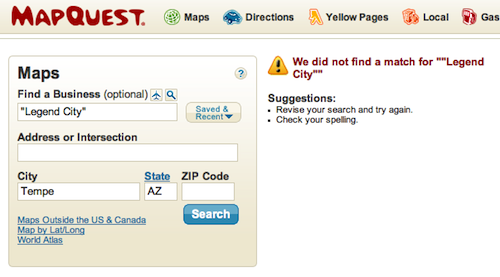 MAPQUEST. Maps Directions Yellow Pages Local Gas
Maps ?
Find a Business (optional)
"Legend City" Saved & Recent
Address or Intersection
City State ZIP Code
Tempe AZ
Search
Maps Outside the US & Canada
Map by Lat/Long
World Atlas
We did not find a match for ""Legend
City""
Suggestions:
Revise your search and try again.
Check your spelling.